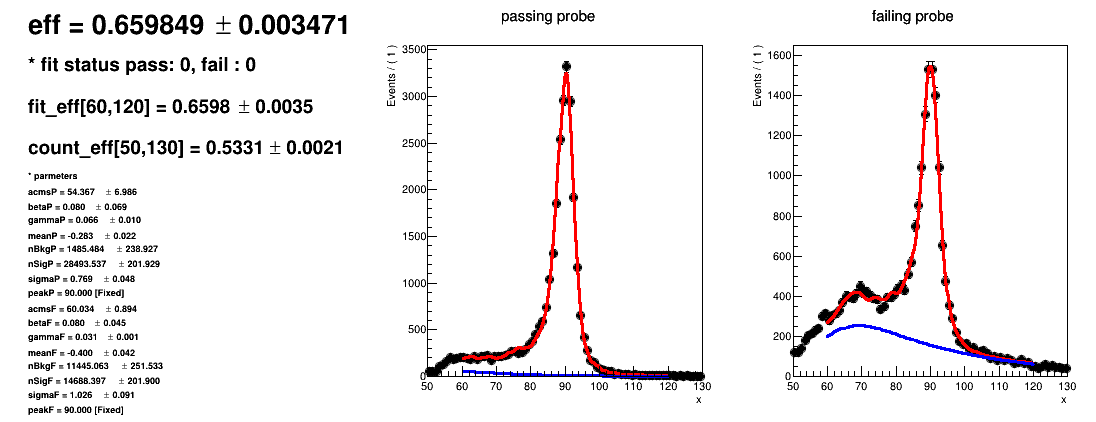 eff = 0.659849 ± 0.003471
* fit status pass: 0, fail : 0
fit_eff[60,120] = 0.6598 ± 0.0035
count_eff[50,130] = 0.5331 ± 0.0021
* parmeters
acmsP = 54.367 ± 6.986
betaP = 0.080 ± 0.069
gammaP = 0.066 ± 0.010
meanP = -0.283 ± 0.022
nBkgP = 1485.484 ± 238.927
nSigP = 28493.537 ± 201.929
sigmaP = 0.769 ± 0.048
peakP = 90.000 [Fixed]
acmsF = 60.034 ± 0.894
betaF = 0.080 ± 0.045
gammaF = 0.031 ± 0.001
meanF = -0.400 ± 0.042
nBkgF = 11445.063 ± 251.533
nSigF = 14688.397 ± 201.900
sigmaF = 1.026 ± 0.091
peakF = 90.000 [Fixed]
passing probe
Events / ( 1 )
3500
3000
2500
2000
1500
1000
500
0
50 60 70 80 90 100 110 120 130
x
failing probe
Events / ( 1 )
1600
1400
1200
1000
800
600
400
200
0
50 60 70 80 90 100 110 120 130
x